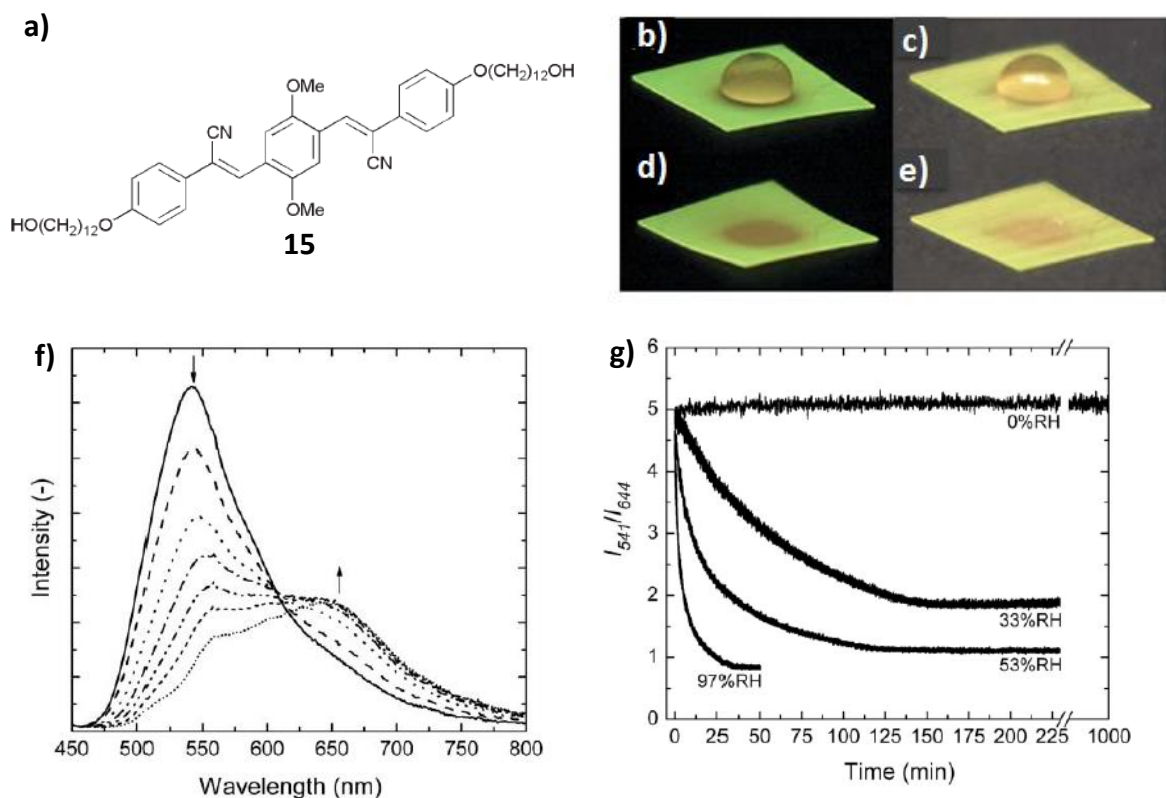 a)
O(CH₂)₁₂OH
OMe
CN
CN
OMe
HO(CH₂)₁₂O
15
b)
c)
d)
e)
f)
Intensity (-)
450 500 550 600 650 700 750 800
Wavelength (nm)
g)
I₅₄₁/I₆₄₄
6
5
4
3
2
1
0
0%RH
33%RH
53%RH
97%RH
0 25 50 75 100 125 150 175 200 225 1000
Time (min)